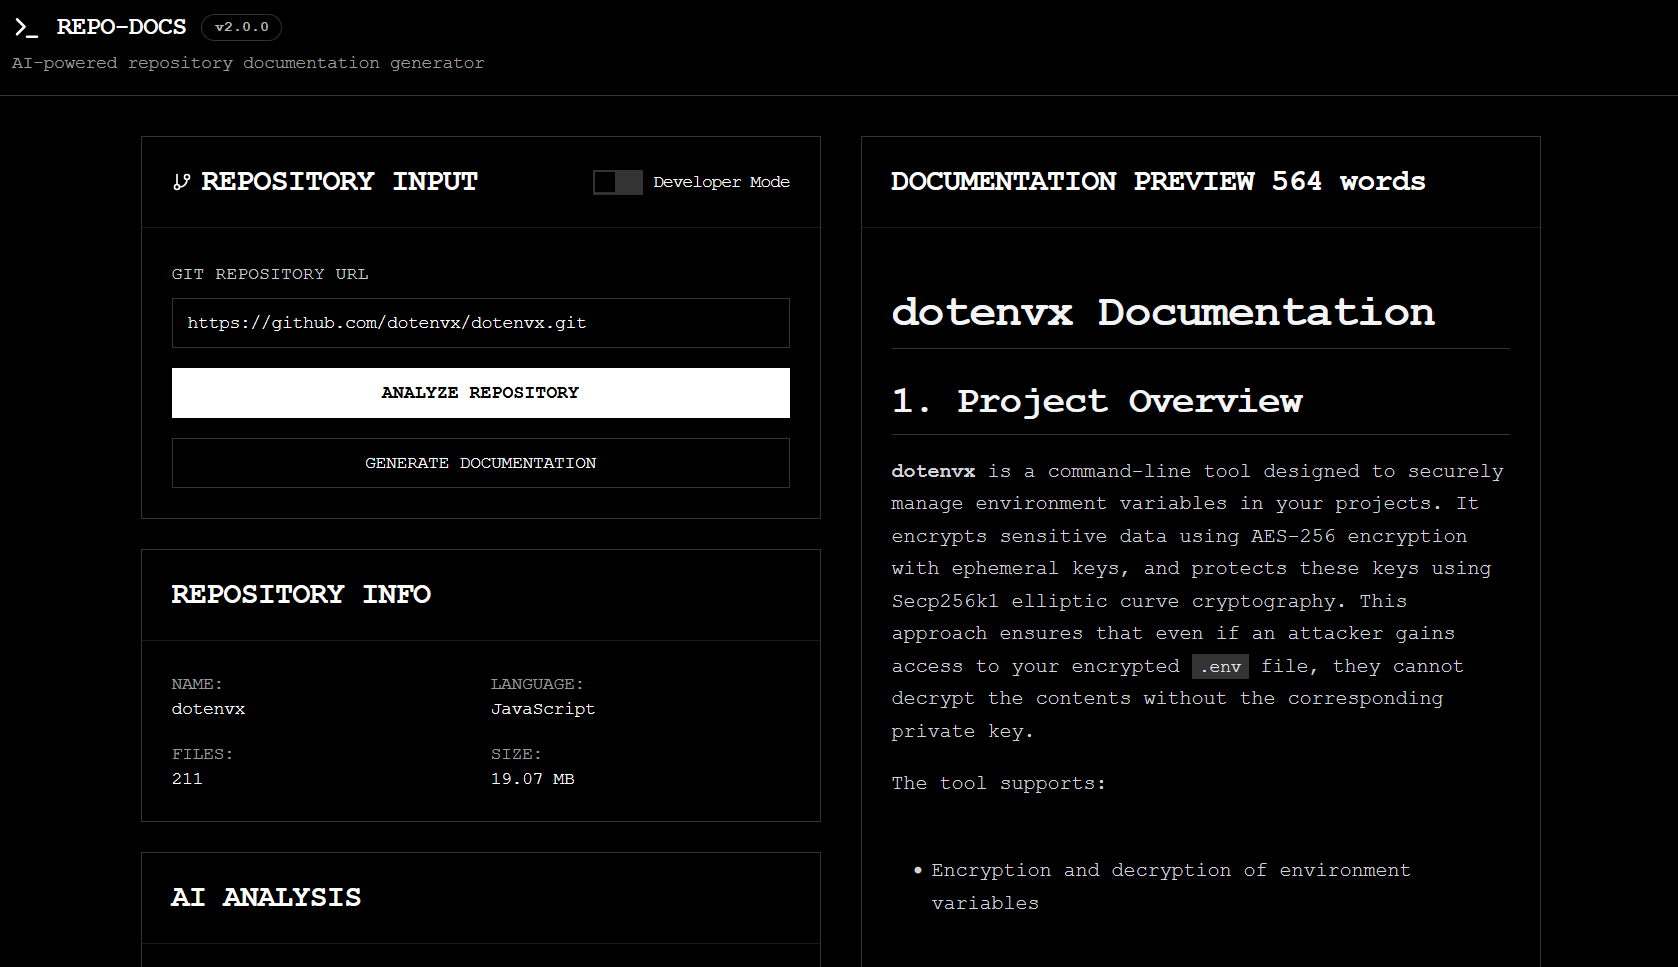 REPO-DOCS v2.0.0
AI-powered repository documentation generator
REPOSITORY INPUT
Developer Mode
GIT REPOSITORY URL
https://github.com/dotenvx/dotenvx.git
ANALYZE REPOSITORY
GENERATE DOCUMENTATION
REPOSITORY INFO
NAME:
dotenvx
LANGUAGE:
JavaScript
FILES:
211
SIZE:
19.07 MB
AI ANALYSIS
DOCUMENTATION PREVIEW 564 words
dotenvx Documentation
1. Project Overview
dotenvx is a command-line tool designed to securely
manage environment variables in your projects. It
encrypts sensitive data using AES-256 encryption
with ephemeral keys, and protects these keys using
Secp256k1 elliptic curve cryptography. This
approach ensures that even if an attacker gains
access to your encrypted .env file, they cannot
decrypt the contents without the corresponding
private key.
The tool supports:
• Encryption and decryption of environment
variables